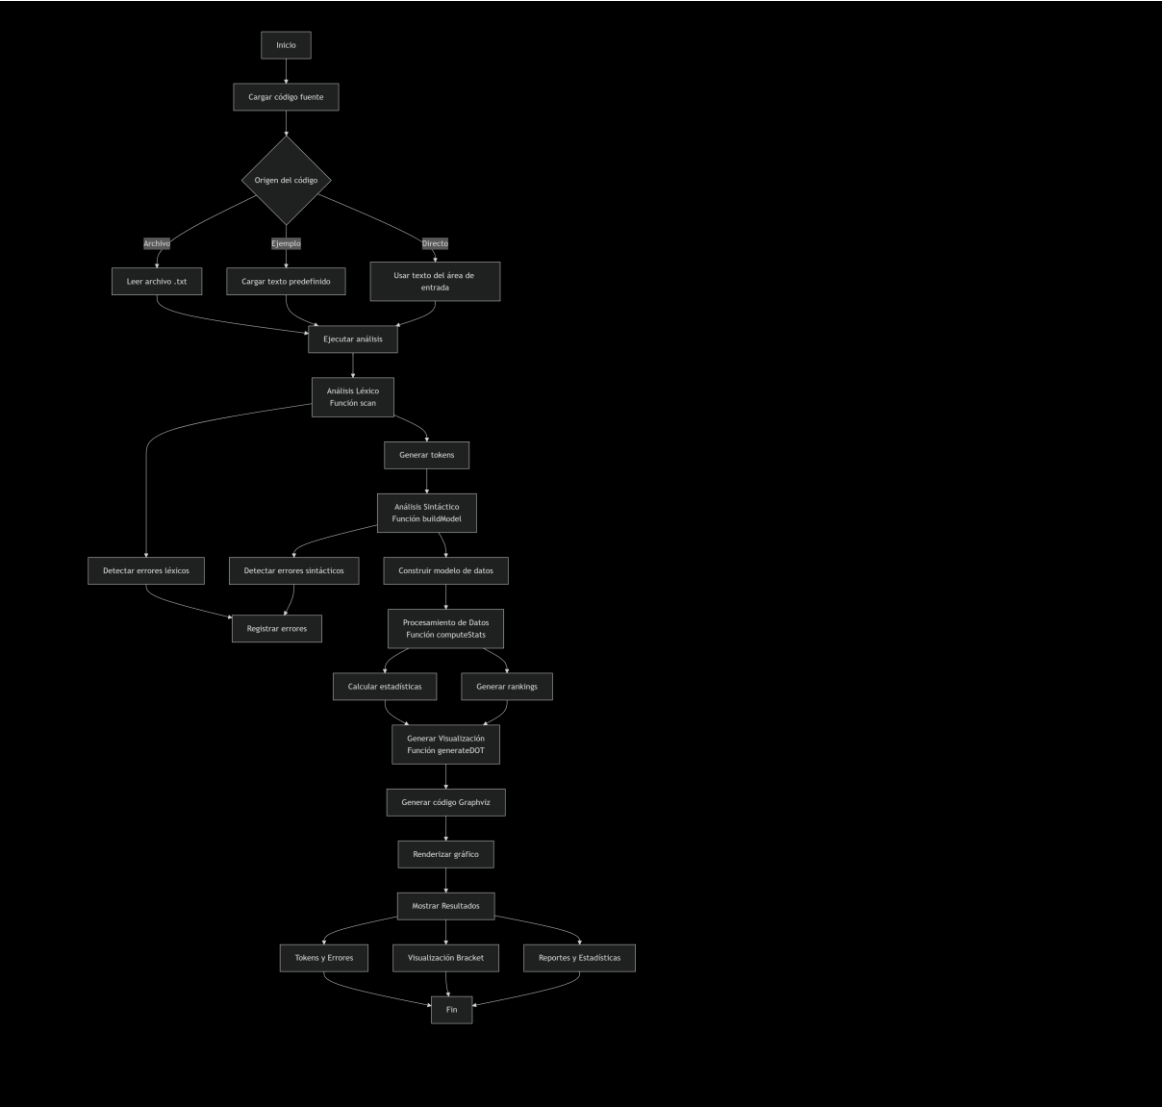 Inicio
Cargar código fuente
Origen del código
Archivo
Ejemplo
Directo
Leer archivo .txt
Cargar texto predefinido
Usar texto del área de
entrada
Ejecutar análisis
Análisis Léxico
Función scan
Generar tokens
Análisis Sintáctico
Función buildModel
Detectar errores léxicos
Detectar errores sintácticos
Construir modelo de datos
Registrar errores
Procesamiento de Datos
Función computeStats
Calcular estadísticas
Generar rankings
Generar Visualización
Función generateDOT
Generar código Graphviz
Renderizar gráfico
Mostrar Resultados
Tokens y Errores
Visualización Bracket
Reportes y Estadísticas
Fin